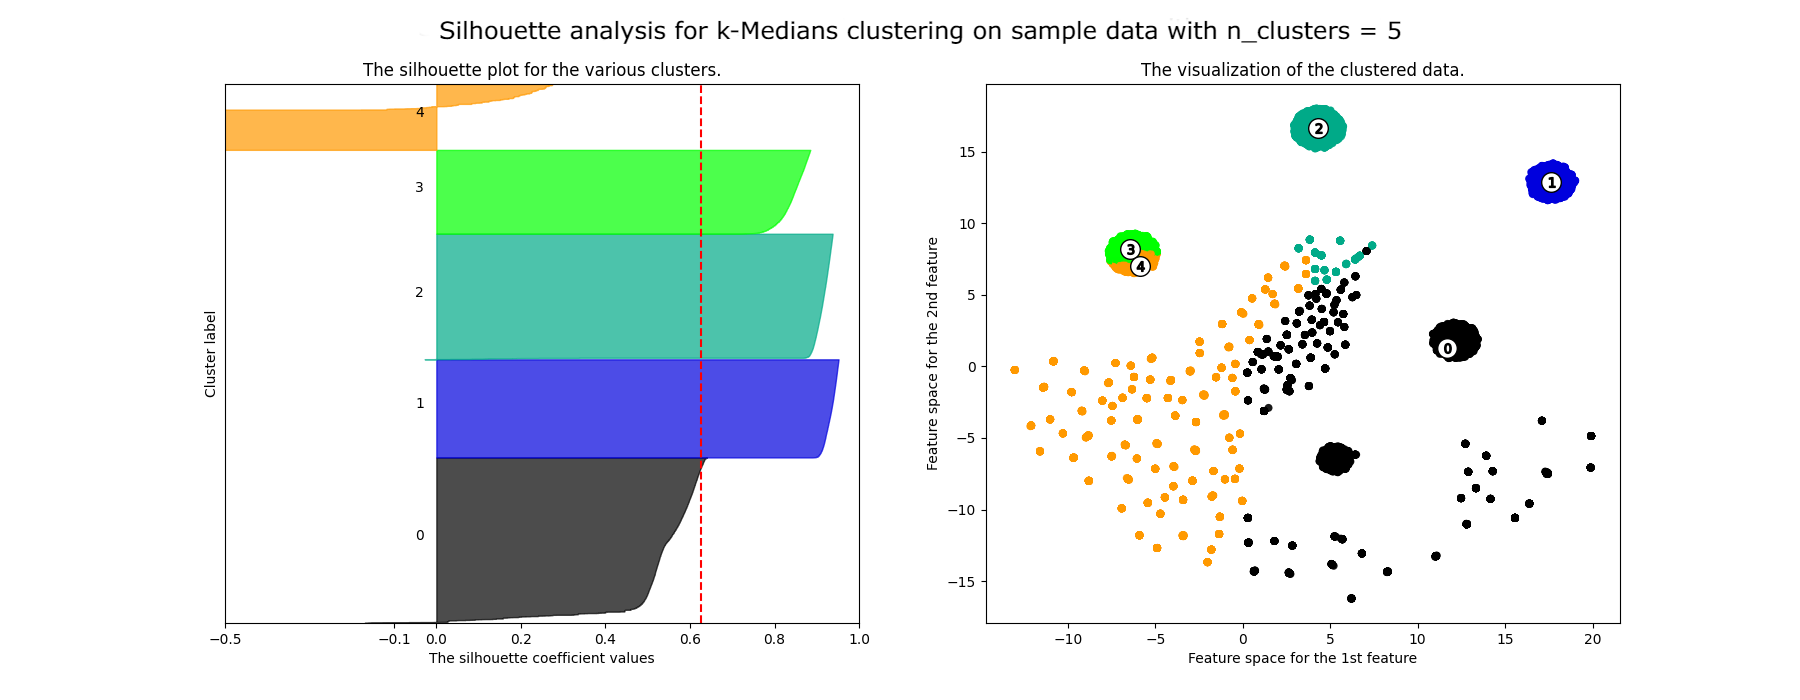 Silhouette analysis for k-Medians clustering on sample data with n_clusters = 5
The silhouette plot for the various clusters.
4
3
2
1
0
Cluster label
−0.5 −0.1 0.0 0.2 0.4 0.6 0.8 1.0
The silhouette coefficient values
The visualization of the clustered data.
2
1
3
4
0
15
10
5
0
−5
−10
−15
Feature space for the 2nd feature
−10 −5 0 5 10 15 20
Feature space for the 1st feature